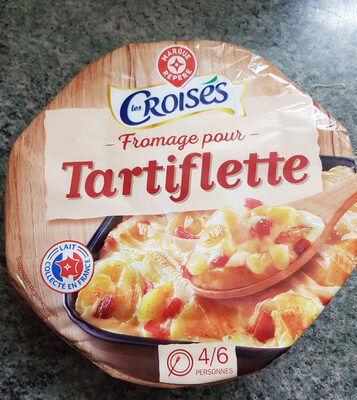 MARQUE
REPÈRE
les CROISÉS
Fromage pour
Tartiflette
LAIT
COLLECTÉ EN FRANCE
4/6
PERSONNES